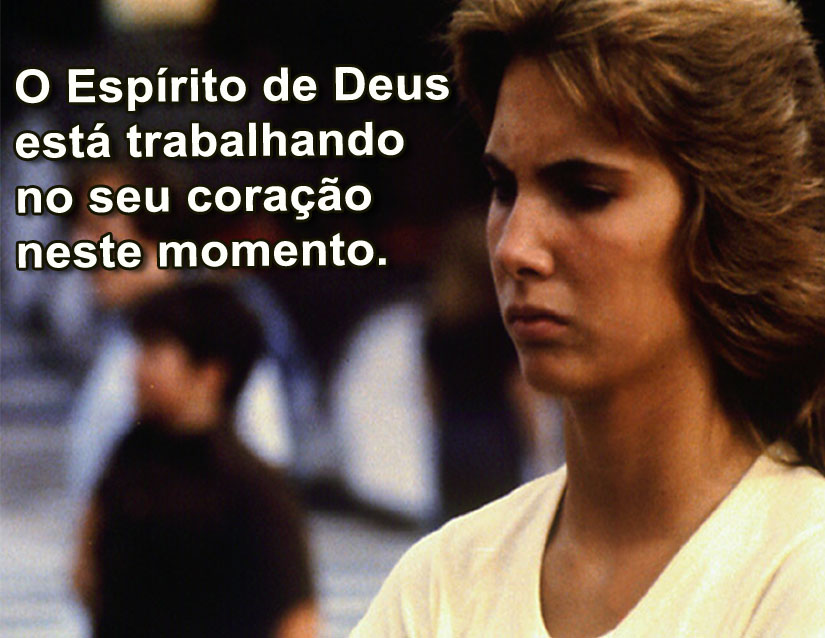 O Espírito de Deus
está trabalhando
no seu coração
neste momento.